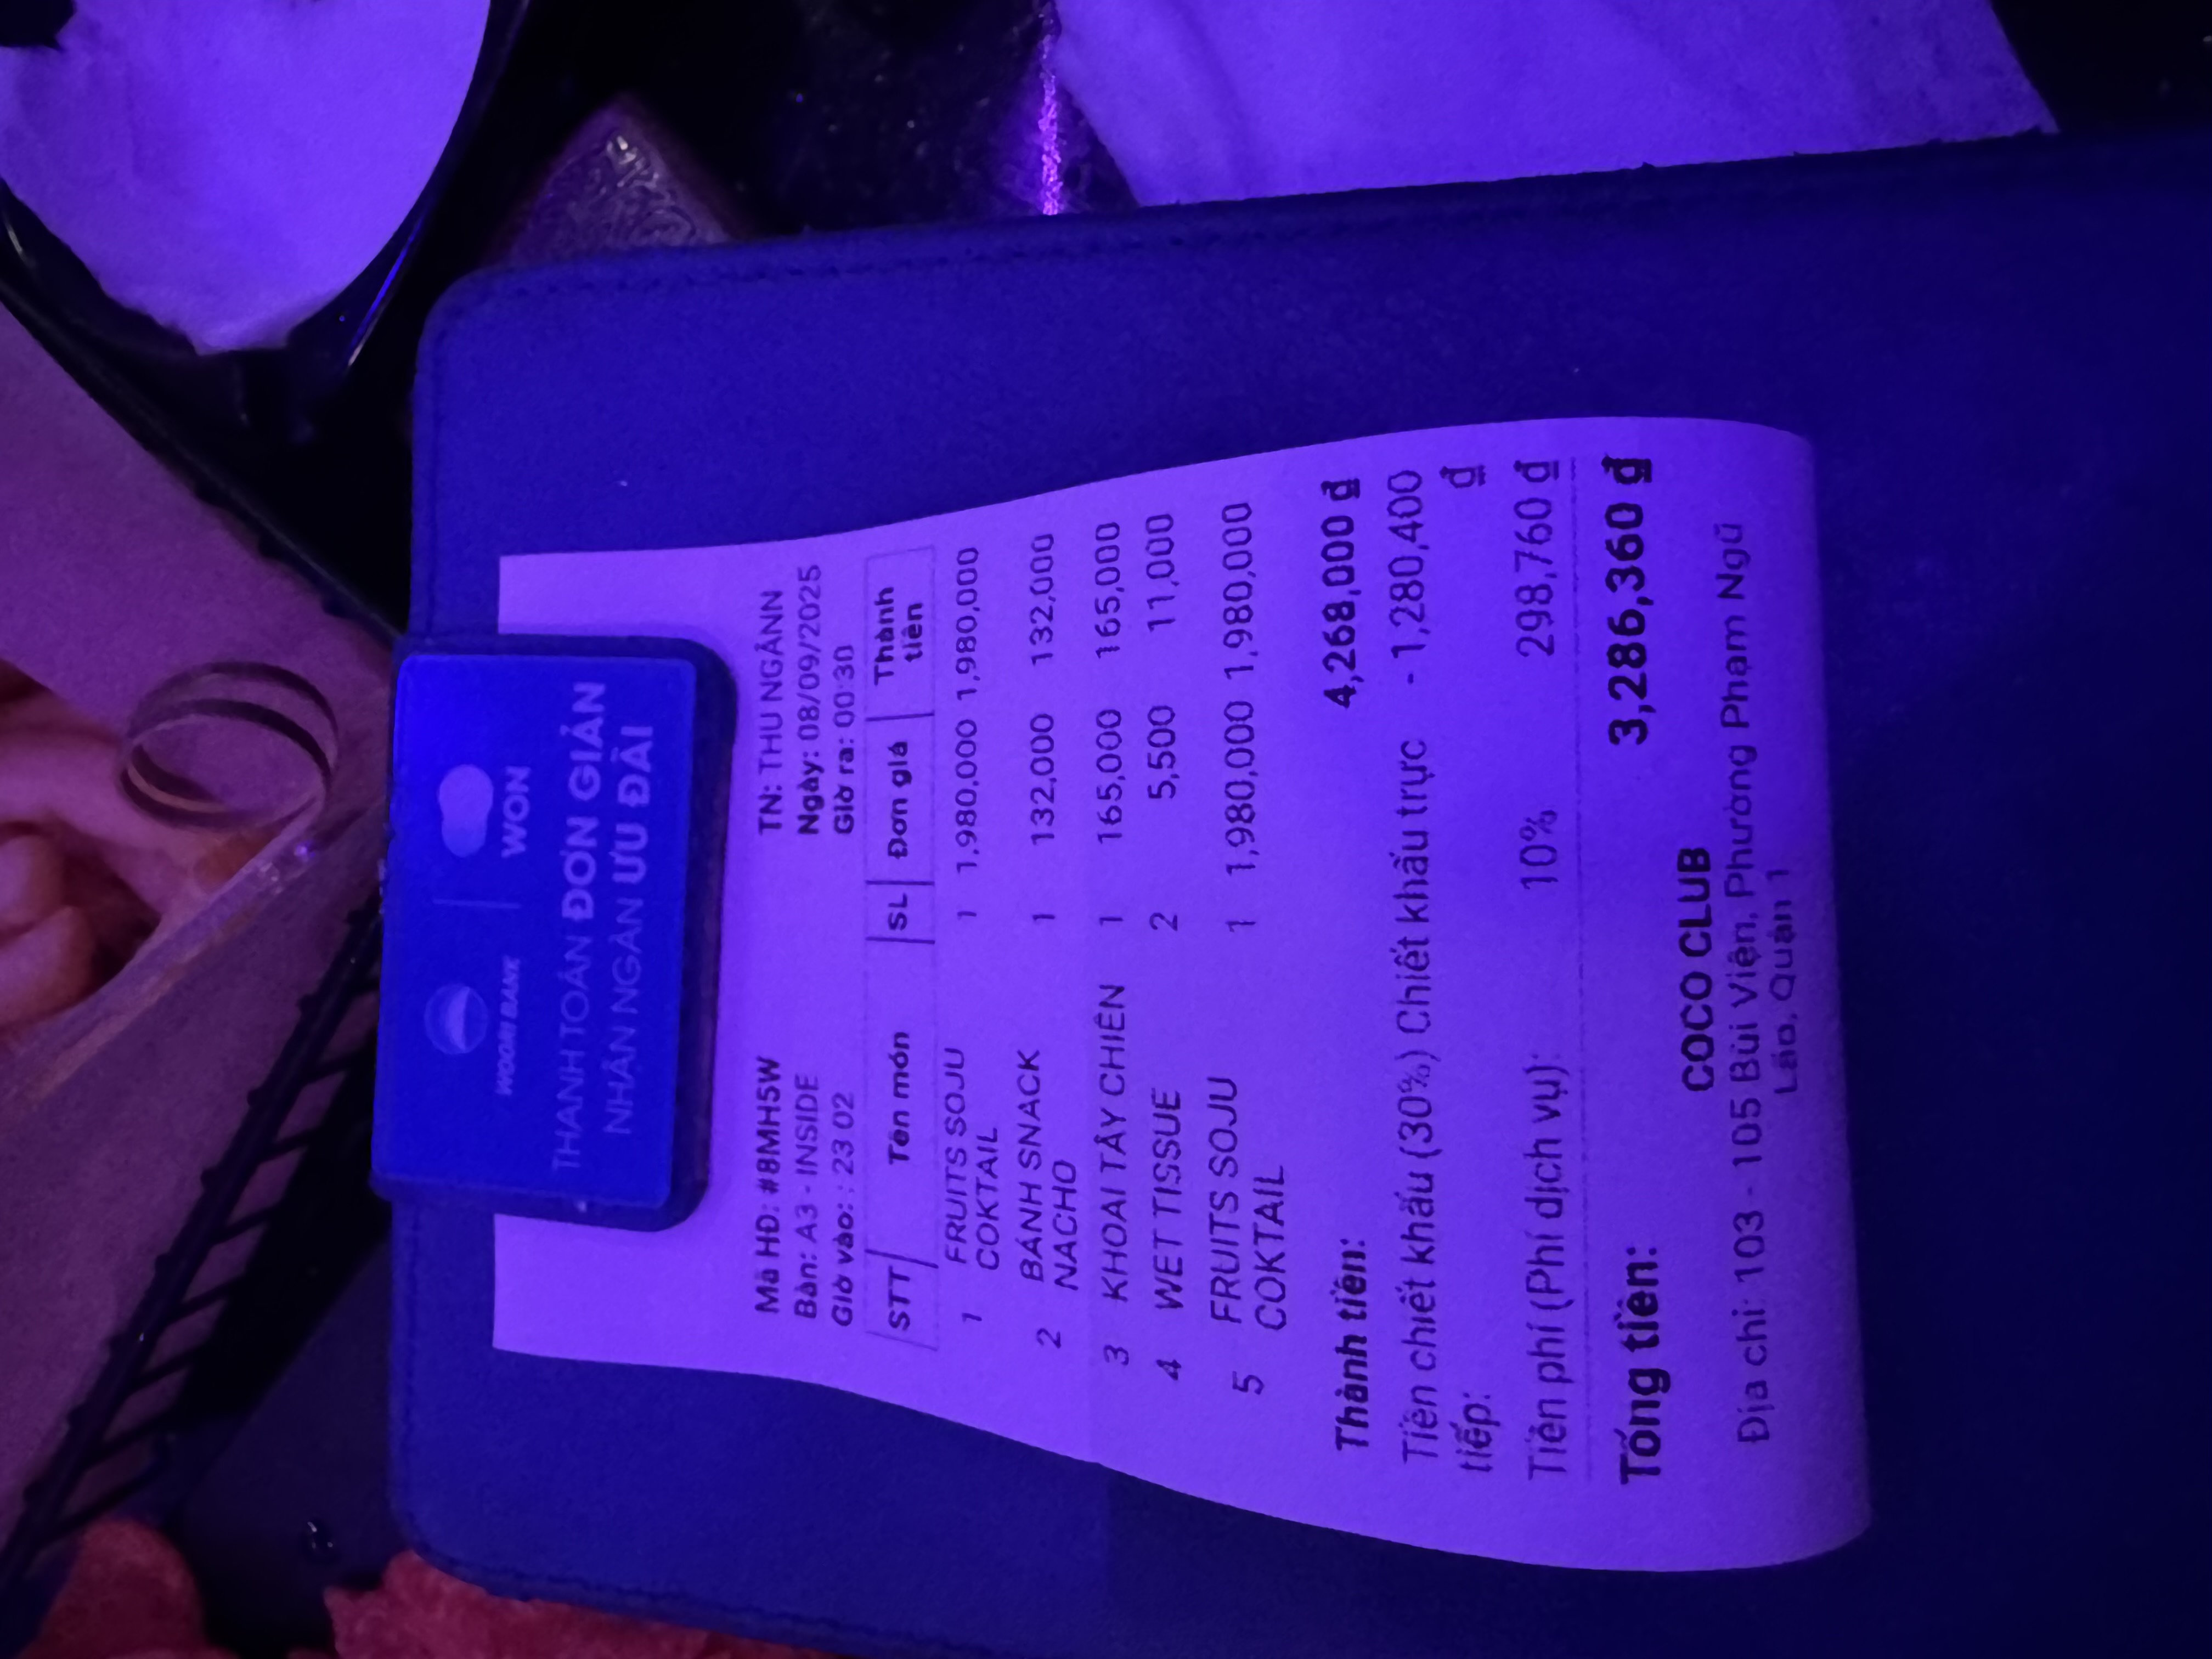 WOORI BANK | WON
THANH TOÁN ĐƠN GIẢN
NHẬN NGÀN ƯU ĐÃI
Mã HĐ: #8MH5W TN: THU NGÂNN
Bàn: A3 - INSIDE Ngày: 08/09/2025
Giờ vào: : 23:02 Giờ ra: 00:30
STT Tên món SL Đơn giá Thành tiền
1 FRUITS SOJU COKTAIL 1 1,980,000 1,980,000
2 BÁNH SNACK NACHO 1 132,000 132,000
3 KHOAI TÂY CHIÊN 1 165,000 165,000
4 WET TISSUE 2 5,500 11,000
5 FRUITS SOJU COKTAIL 1 1,980,000 1,980,000
Thành tiền: 4,268,000 đ
Tiền chiết khấu (30%) Chiết khấu trực - 1,280,400
tiếp: đ
Tiền phí (Phí dịch vụ): 10% 298,760 đ
Tổng tiền: 3,286,360 đ
COCO CLUB
Địa chỉ: 103 - 105 Bùi Viện, Phường Phạm Ngũ
Lão, Quận 1